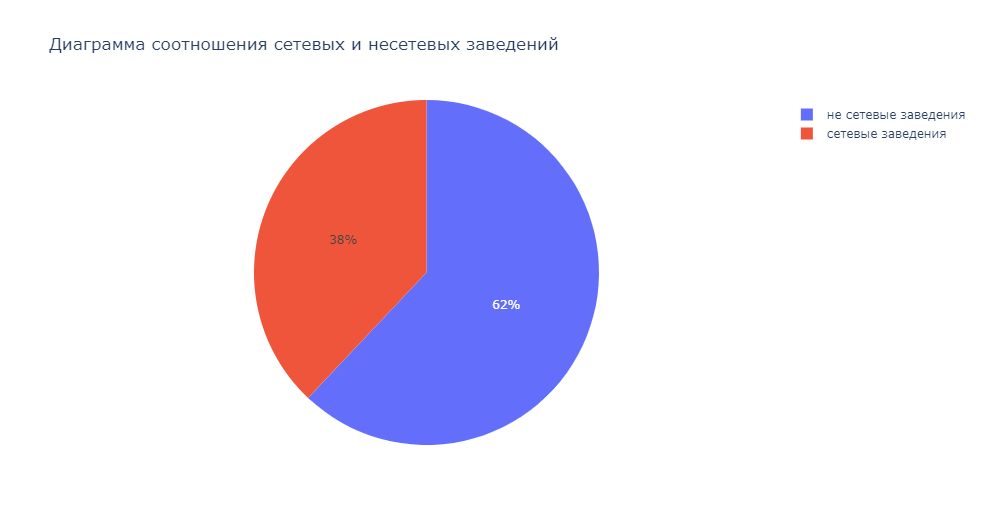 Диаграмма соотношения сетевых и несетевых заведений
не сетевые заведения
сетевые заведения
38%
62%